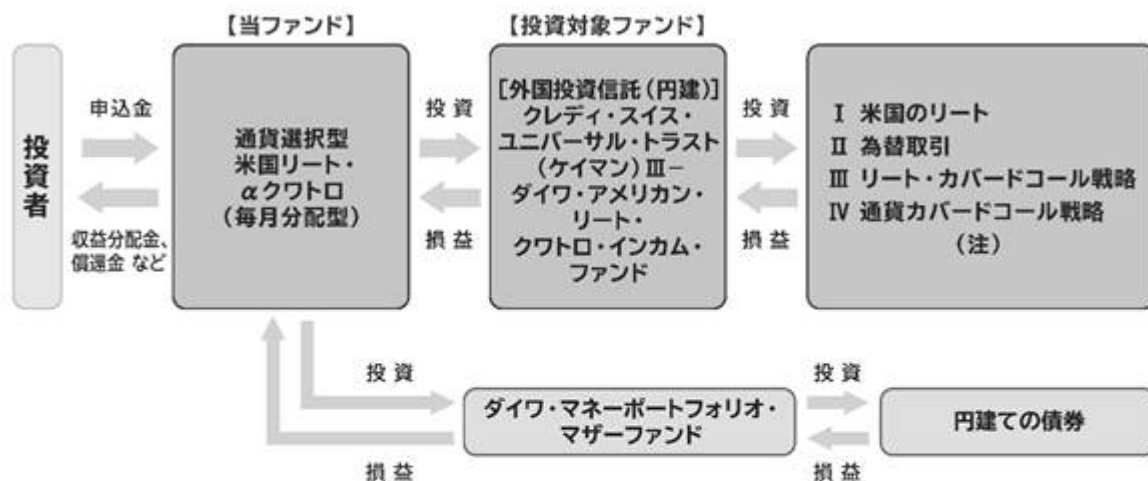 【当ファンド】
【投資対象ファンド】
投資者
申込金
収益分配金、
償還金 など
通貨選択型
米国リート・
αクワトロ
（毎月分配型）
投資
損益
［外国投資信託（円建）］
クレディ・スイス・
ユニバーサル・トラスト
（ケイマン）Ⅲ－
ダイワ・アメリカン・
リート・
クワトロ・インカム・
ファンド
投資
損益
Ⅰ 米国のリート
Ⅱ 為替取引
Ⅲ リート・カバードコール戦略
Ⅳ 通貨カバードコール戦略
（注）
投資
損益
ダイワ・マネーポートフォリオ・
マザーファンド
投資
損益
円建ての債券